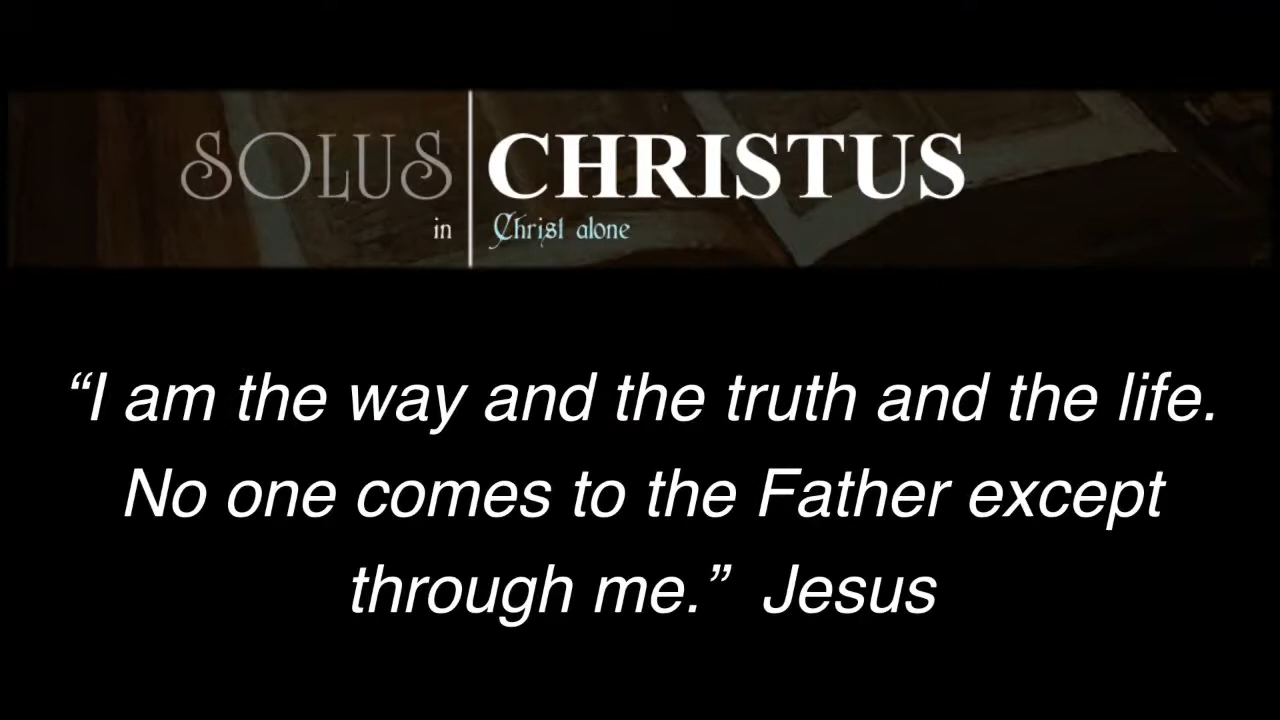 SOLUS CHRISTUS
in Christ alone
“I am the way and the truth and the life.
No one comes to the Father except
through me.” Jesus